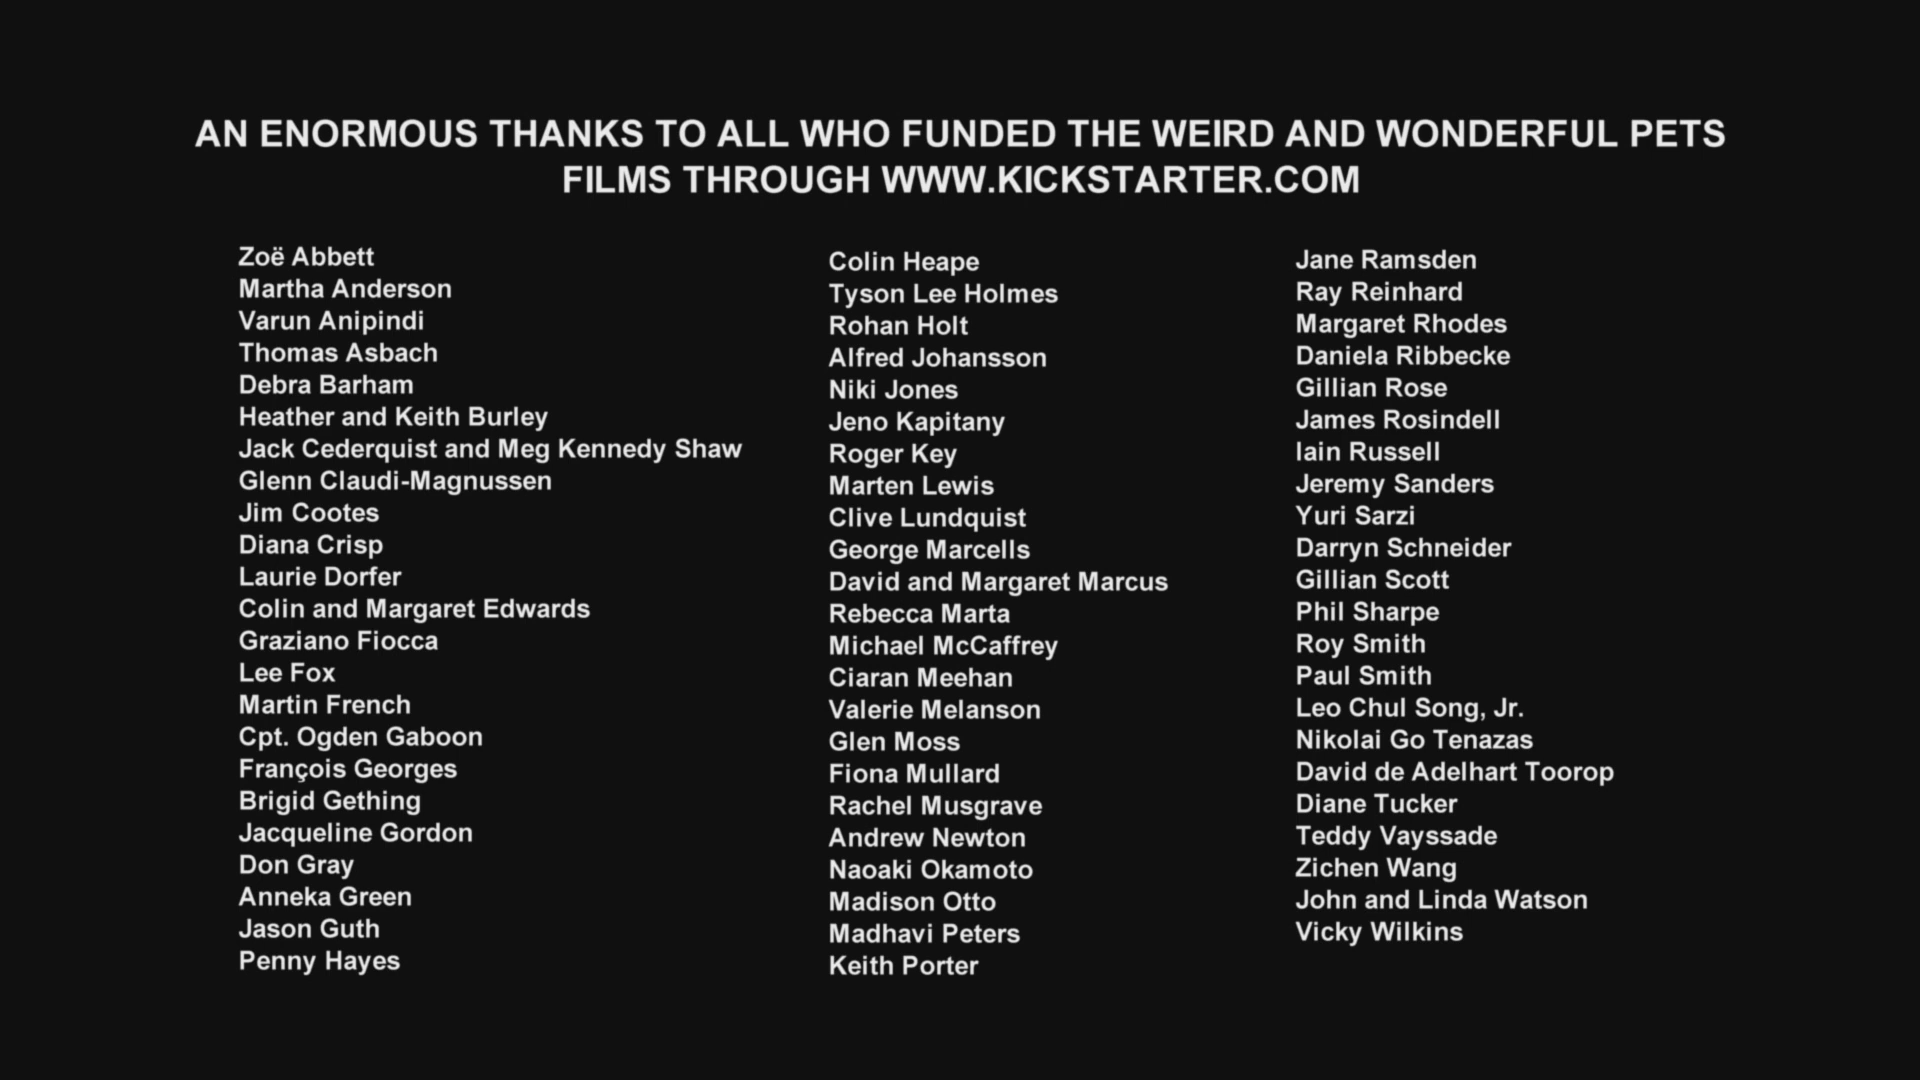 AN ENORMOUS THANKS TO ALL WHO FUNDED THE WEIRD AND WONDERFUL PETS
FILMS THROUGH WWW.KICKSTARTER.COM
Zoë Abbett
Martha Anderson
Varun Anipindi
Thomas Asbach
Debra Barham
Heather and Keith Burley
Jack Cederquist and Meg Kennedy Shaw
Glenn Claudi-Magnussen
Jim Cootes
Diana Crisp
Laurie Dorfer
Colin and Margaret Edwards
Graziano Fiocca
Lee Fox
Martin French
Cpt. Ogden Gaboon
François Georges
Brigid Gething
Jacqueline Gordon
Don Gray
Anneka Green
Jason Guth
Penny Hayes
Colin Heape
Tyson Lee Holmes
Rohan Holt
Alfred Johansson
Niki Jones
Jeno Kapitany
Roger Key
Marten Lewis
Clive Lundquist
George Marcells
David and Margaret Marcus
Rebecca Marta
Michael McCaffrey
Ciaran Meehan
Valerie Melanson
Glen Moss
Fiona Mullard
Rachel Musgrave
Andrew Newton
Naoaki Okamoto
Madison Otto
Madhavi Peters
Keith Porter
Jane Ramsden
Ray Reinhard
Margaret Rhodes
Daniela Ribbecke
Gillian Rose
James Rosindell
Iain Russell
Jeremy Sanders
Yuri Sarzi
Darryn Schneider
Gillian Scott
Phil Sharpe
Roy Smith
Paul Smith
Leo Chul Song, Jr.
Nikolai Go Tenazas
David de Adelhart Toorop
Diane Tucker
Teddy Vayssade
Zichen Wang
John and Linda Watson
Vicky Wilkins